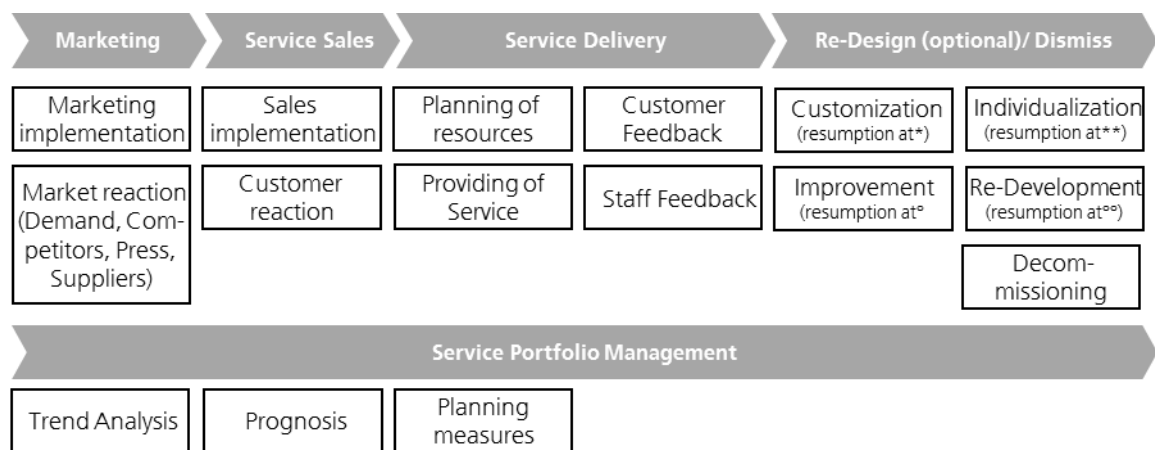 Marketing
Service Sales
Service Delivery
Re-Design (optional)/ Dismiss
Marketing
implementation
Sales
implementation
Planning of
resources
Customer
Feedback
Customization
(resumption at*)
Individualization
(resumption at**)
Market reaction
(Demand, Com-
petitors, Press,
Suppliers)
Customer
reaction
Providing of
Service
Staff Feedback
Improvement
(resumption at°
Re-Development
(resumption at°°)
Decom-
missioning
Service Portfolio Management
Trend Analysis
Prognosis
Planning
measures